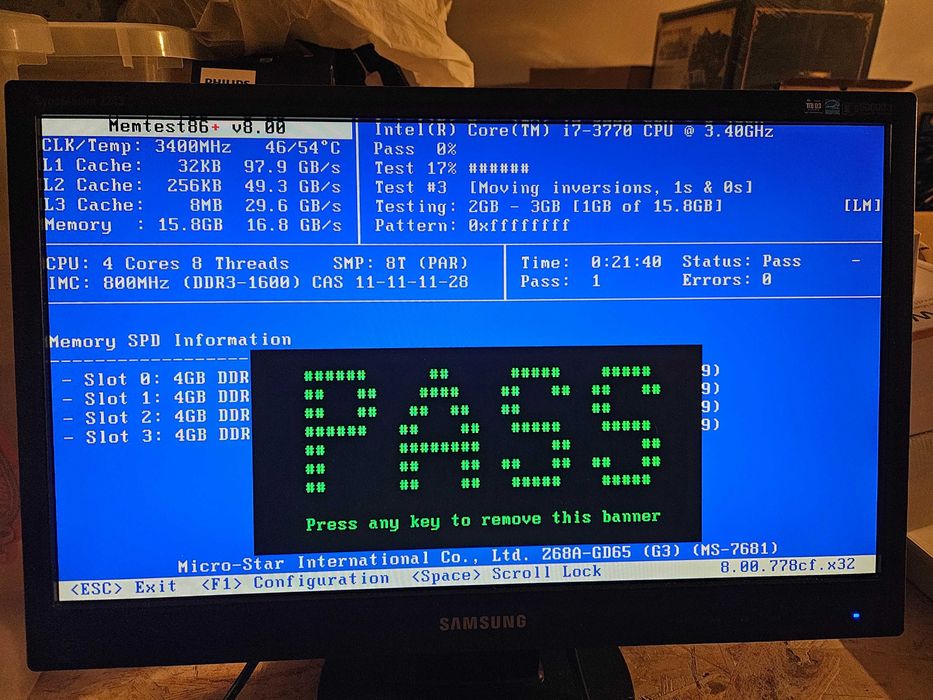 PHILIPS
SyncMaster 2243
Memtest86+ v8.00
Intel(R) Core(TM) i7-3770 CPU @ 3.40GHz
CLK/Temp: 3400MHz 46/54°C
Pass 0%
L1 Cache: 32KB 97.9 GB/s
Test 17% ######
L2 Cache: 256KB 49.3 GB/s
Test #3 [Moving inversions, 1s & 0s]
L3 Cache: 8MB 29.6 GB/s
Testing: 2GB - 3GB [1GB of 15.8GB] [LM]
Memory : 15.8GB 16.8 GB/s
Pattern: 0xffffffff
CPU: 4 Cores 8 Threads SMP: 8T (PAR)
Time: 0:21:40 Status: Pass -
IMC: 800MHz (DDR3-1600) CAS 11-11-11-28
Pass: 1 Errors: 0
Memory SPD Information
- Slot 0: 4GB DDR 9)
- Slot 1: 4GB DDR 9)
- Slot 2: 4GB DDR 9)
- Slot 3: 4GB DDR 9)
PASS
Press any key to remove this banner
Micro-Star International Co., Ltd. Z68A-GD65 (G3) (MS-7681)
<ESC> Exit <F1> Configuration <Space> Scroll Lock 8.00.778cf.x32
SAMSUNG